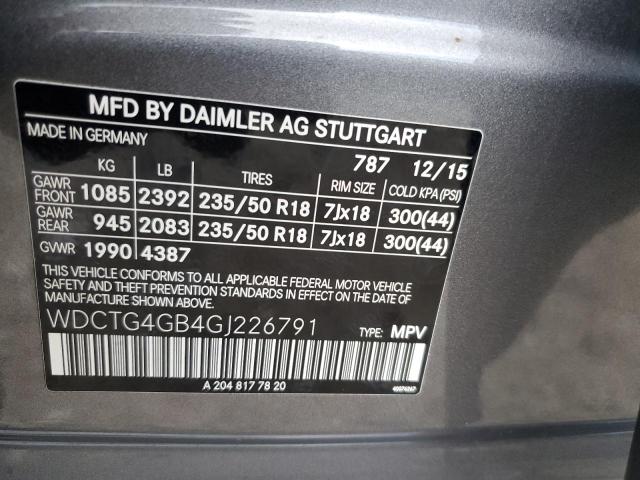 MFD BY DAIMLER AG STUTTGART
MADE IN GERMANY 787 12/15
KG LB TIRES RIM SIZE COLD KPA (PSI)
GAWR FRONT 1085 2392 235/50 R18 7Jx18 300(44)
GAWR REAR 945 2083 235/50 R18 7Jx18 300(44)
GVWR 1990 4387
THIS VEHICLE CONFORMS TO ALL APPLICABLE FEDERAL MOTOR VEHICLE
SAFETY AND THEFT PREVENTION STANDARDS IN EFFECT ON THE DATE OF
MANUFACTURE SHOWN ABOVE.
WDCTG4GB4GJ226791 TYPE: MPV
A 204 817 78 20